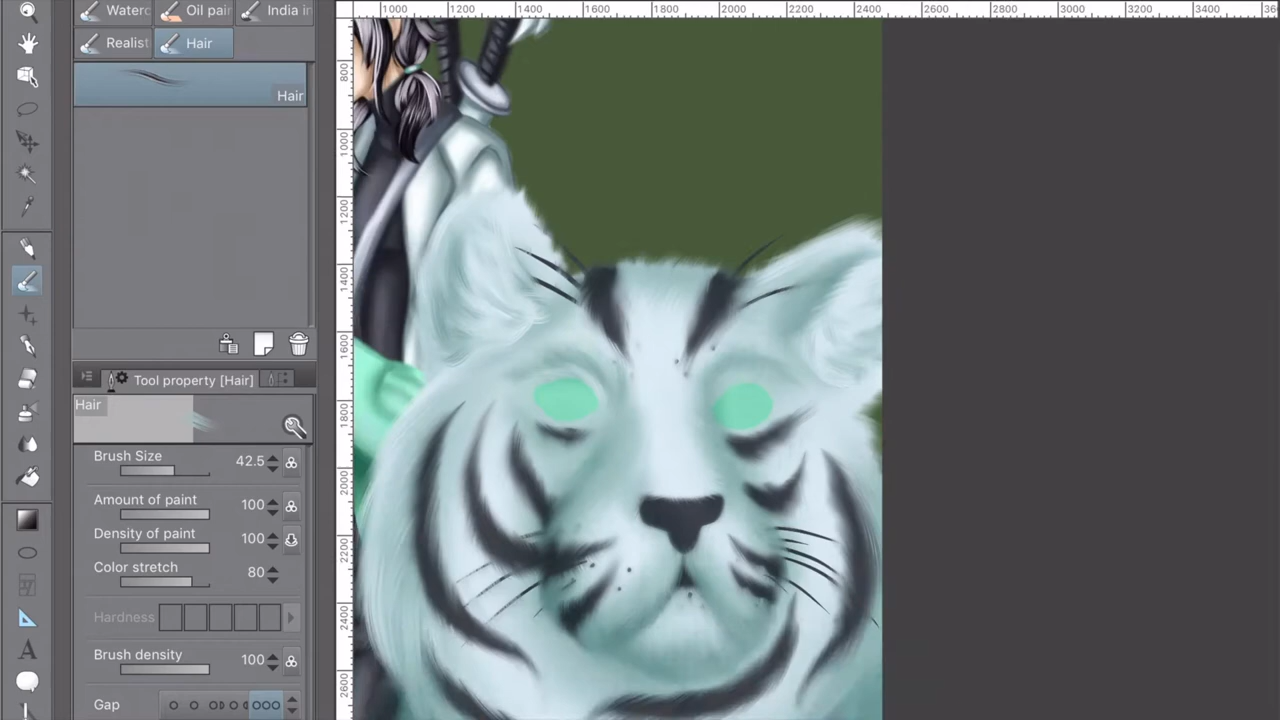 Waterc Oil pai India in
Realist Hair
Hair
Tool property [Hair]
Hair
Brush Size 42.5
Amount of paint 100
Density of paint 100
Color stretch 80
Hardness
Brush density 100
Gap
1000 1200 1400 1600 1800 2000 2200 2400 2600 2800 3000 3200 3400 36
800
1000
1200
1400
1600
1800
2000
2200
2400
2600
A